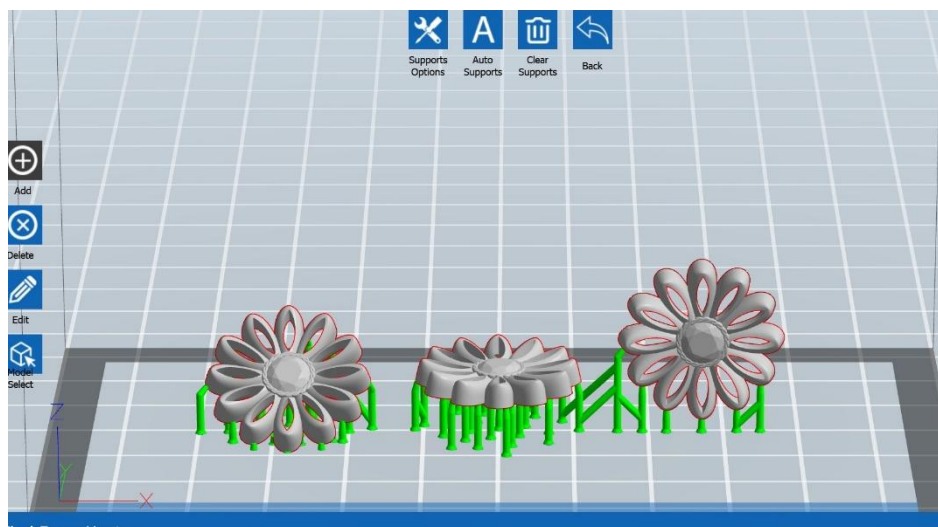 Supports
Options
Auto
Supports
Clear
Supports
Back
Add
Delete
Edit
Model
Select
Z
Y
X